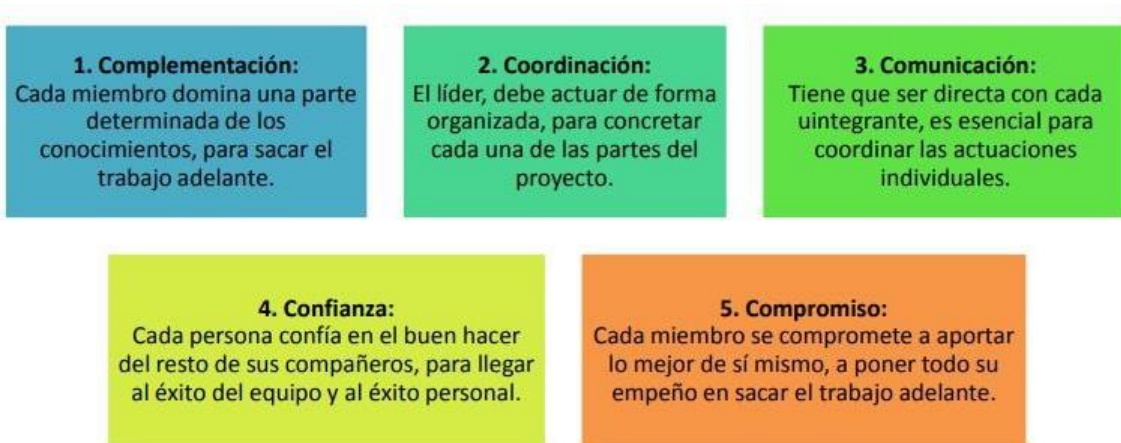 1. Complementación:
Cada miembro domina una parte
determinada de los
conocimientos, para sacar el
trabajo adelante.
2. Coordinación:
El líder, debe actuar de forma
organizada, para concretar
cada una de las partes del
proyecto.
3. Comunicación:
Tiene que ser directa con cada
uintegrante, es esencial para
coordinar las actuaciones
individuales.
4. Confianza:
Cada persona confía en el buen hacer
del resto de sus compañeros, para llegar
al éxito del equipo y al éxito personal.
5. Compromiso:
Cada miembro se compromete a aportar
lo mejor de sí mismo, a poner todo su
empeño en sacar el trabajo adelante.